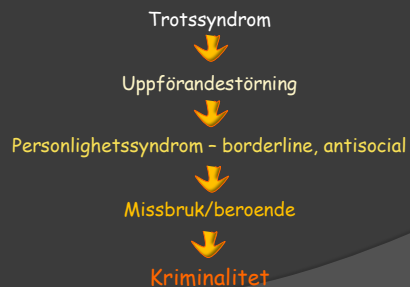 Trotssyndrom
Uppförandestörning
Personlighetssyndrom – borderline, antisocial
Missbruk/beroende
Kriminalitet